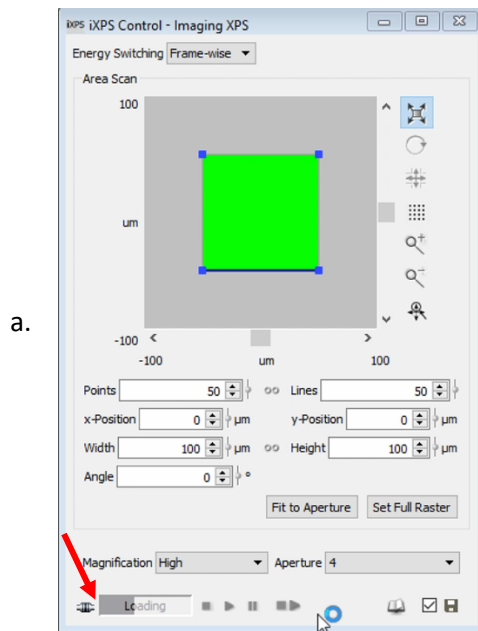 iXPS iXPS Control - Imaging XPS
Energy Switching Frame-wise
Area Scan
100
um
a.
-100
-100 um 100
Points 50 Lines 50
x-Position 0 µm y-Position 0 µm
Width 100 µm Height 100 µm
Angle 0 °
Fit to Aperture Set Full Raster
Magnification High Aperture 4
Loading